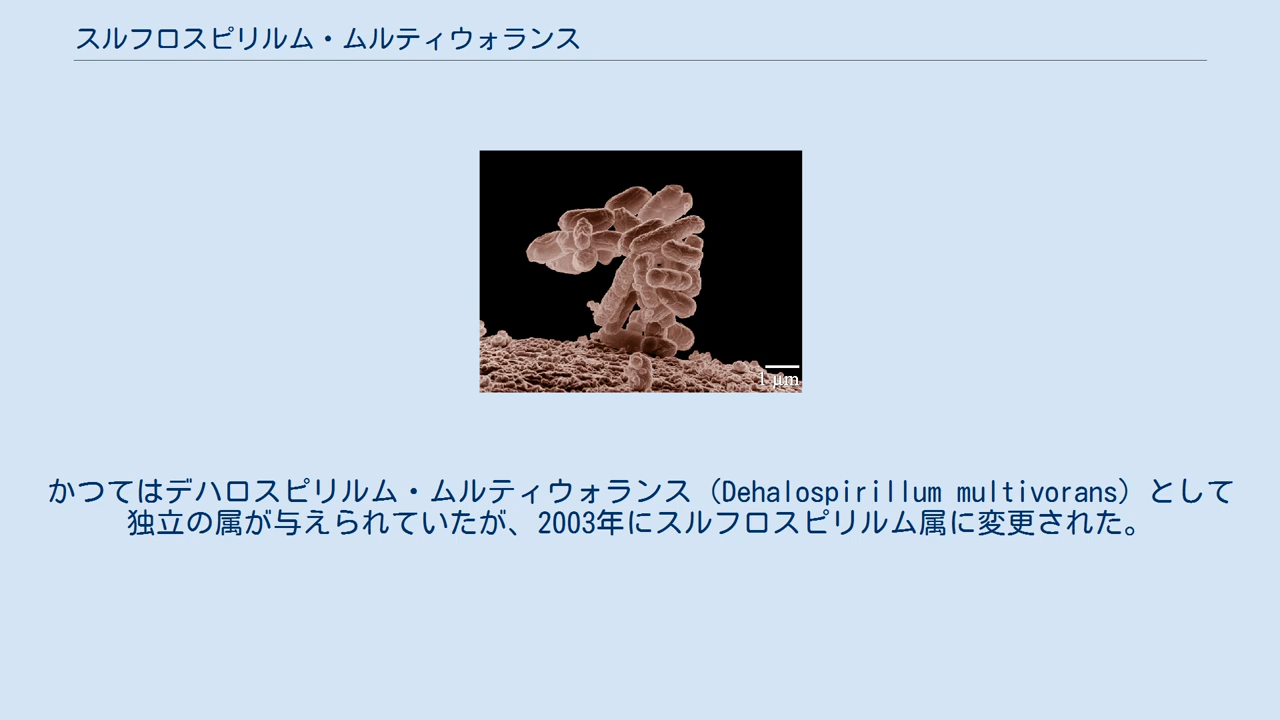 スルフロスピリルム・ムルティウォランス
1 µm
かつてはデハロスピリルム・ムルティウォランス（Dehalospirillum multivorans）として
独立の属が与えられていたが、2003年にスルフロスピリルム属に変更された。